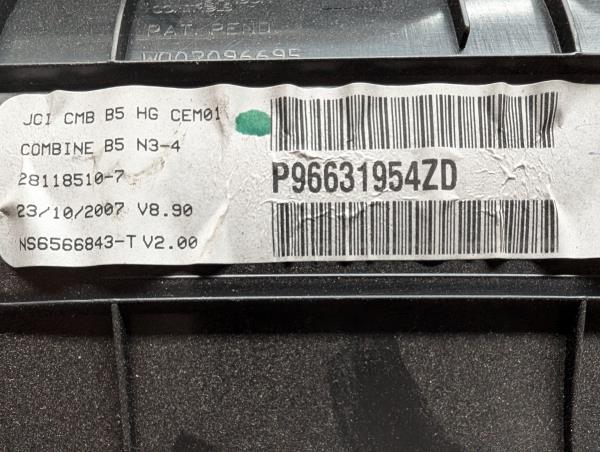 PAT. PEND.
W007096695
JCI CMB B5 HG CEM01
COMBINE B5 N3-4
28118510-7
23/10/2007 V8.90
NS6566843-T V2.00
P96631954ZD